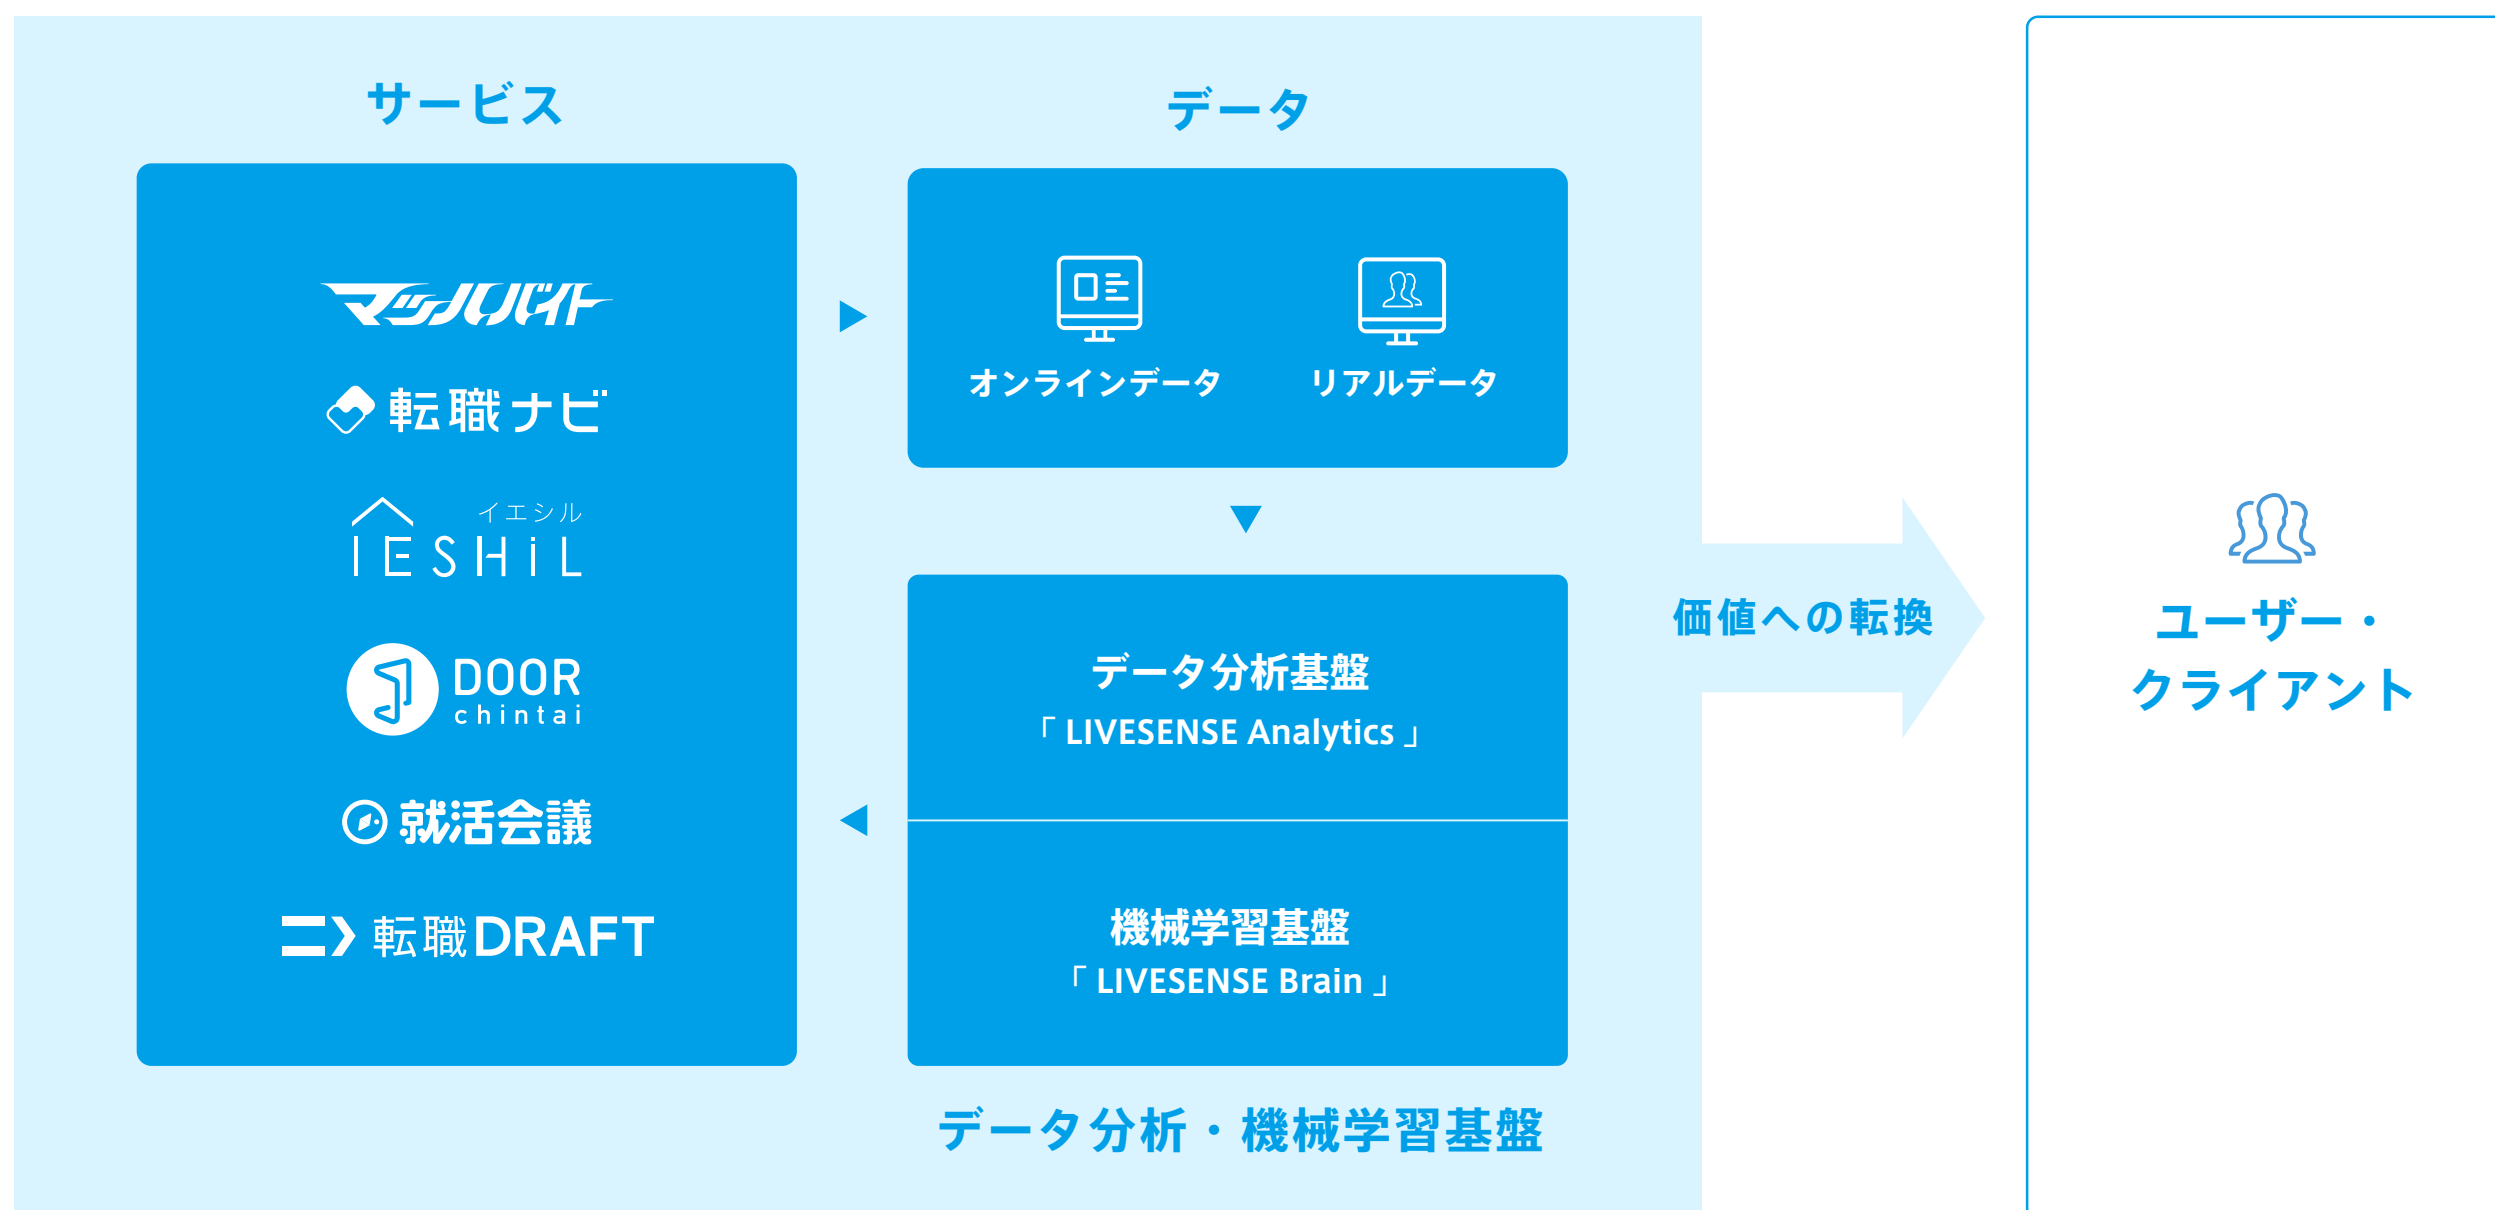 サービス
マッハバイト
転職ナビ
イエシル
IESHIL
DOOR
chintai
就活会議
転職DRAFT
データ
オンラインデータ
リアルデータ
データ分析基盤
「 LIVESENSE Analytics 」
機械学習基盤
「 LIVESENSE Brain 」
データ分析・機械学習基盤
価値への転換
ユーザー・
クライアント